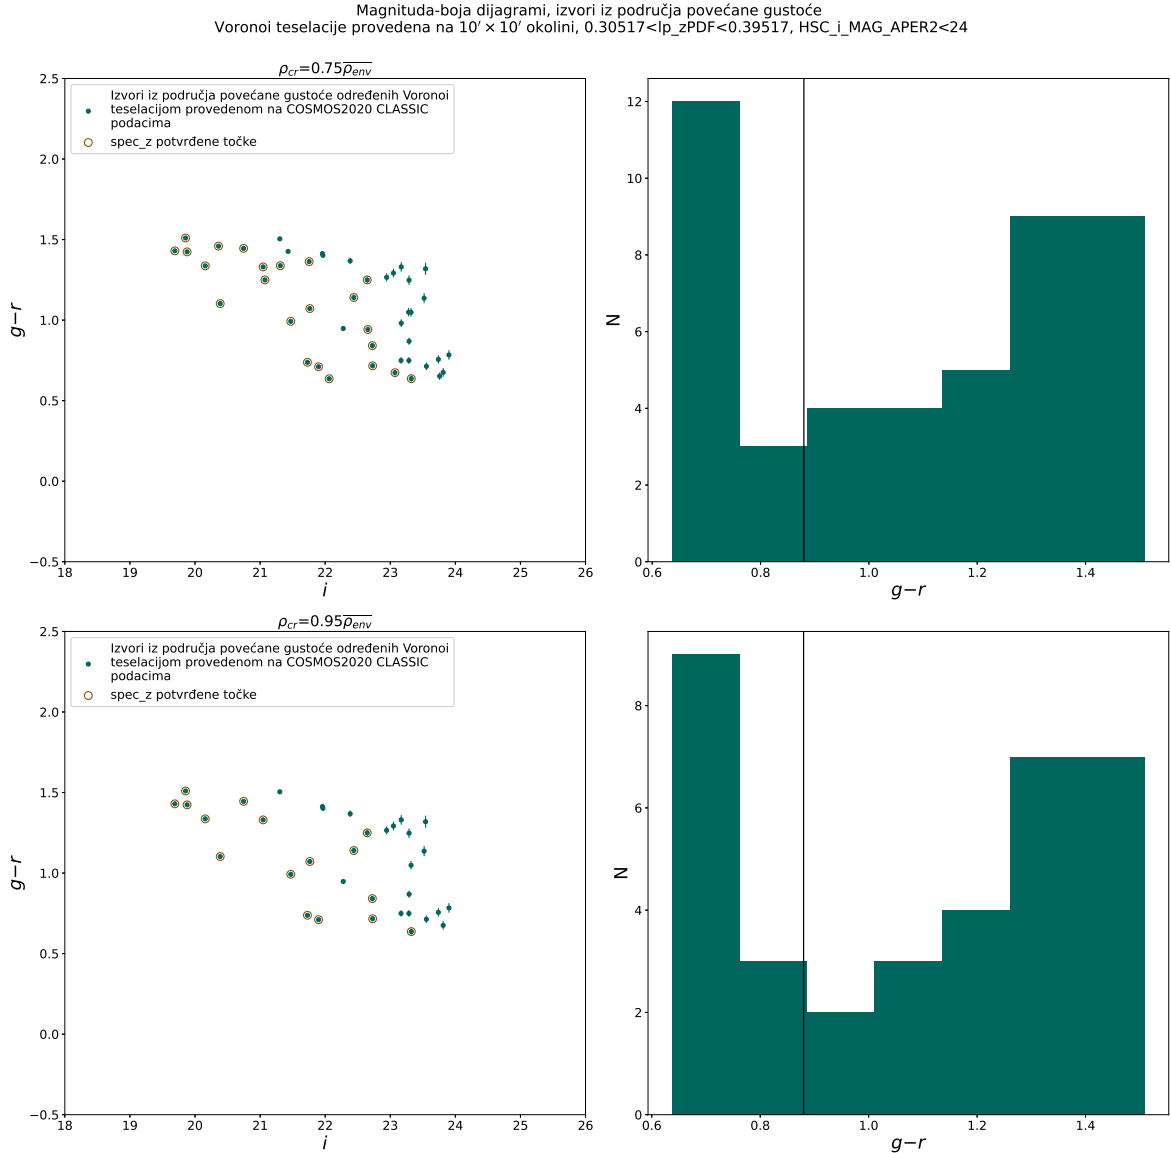 Magnituda-boja dijagrami, izvori iz područja povećane gustoće
Voronoi teselacije provedena na 10′ × 10′ okolini, 0.30517<lp_zPDF<0.39517, HSC_i_MAG_APER2<24
ρcr=0.75ρenv
2.5
2.0
1.5
1.0
0.5
0.0
−0.5
g−r
Izvori iz područja povećane gustoće određenih Voronoi
teselacijom provedenom na COSMOS2020 CLASSIC
podacima
spec_z potvrđene točke
18 19 20 21 22 23 24 25 26
i
12
10
8
6
4
2
0
N
0.6 0.8 1.0 1.2 1.4
g−r
ρcr=0.95ρenv
2.5
2.0
1.5
1.0
0.5
0.0
−0.5
g−r
Izvori iz područja povećane gustoće određenih Voronoi
teselacijom provedenom na COSMOS2020 CLASSIC
podacima
spec_z potvrđene točke
18 19 20 21 22 23 24 25 26
i
8
6
4
2
0
N
0.6 0.8 1.0 1.2 1.4
g−r